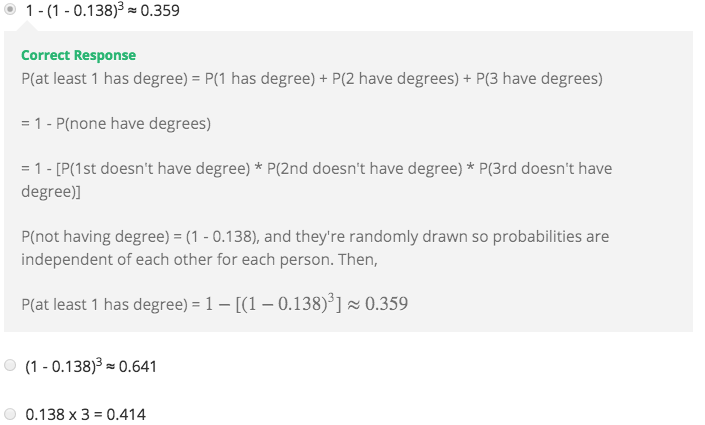 1 - (1 - 0.138)³ ≈ 0.359
Correct Response
P(at least 1 has degree) = P(1 has degree) + P(2 have degrees) + P(3 have degrees)
= 1 - P(none have degrees)
= 1 - [P(1st doesn't have degree) * P(2nd doesn't have degree) * P(3rd doesn't have
degree)]
P(not having degree) = (1 - 0.138), and they're randomly drawn so probabilities are
independent of each other for each person. Then,
P(at least 1 has degree) = 1 − [(1 − 0.138)³] ≈ 0.359
(1 - 0.138)³ ≈ 0.641
0.138 x 3 = 0.414